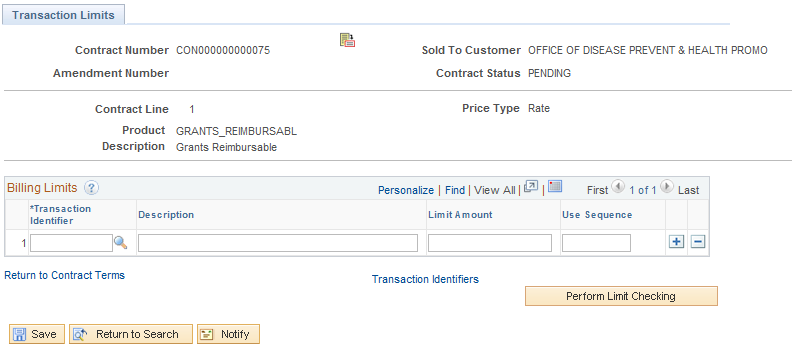 Transaction Limits
Contract Number CON000000000075 Sold To Customer OFFICE OF DISEASE PREVENT & HEALTH PROMO
Amendment Number Contract Status PENDING
Contract Line 1 Price Type Rate
Product GRANTS_REIMBURSABL
Description Grants Reimbursable
Billing Limits ? Personalize | Find | View All | | First 1 of 1 Last
*Transaction Identifier Description Limit Amount Use Sequence
1 + -
Return to Contract Terms Transaction Identifiers
Perform Limit Checking
Save Return to Search Notify